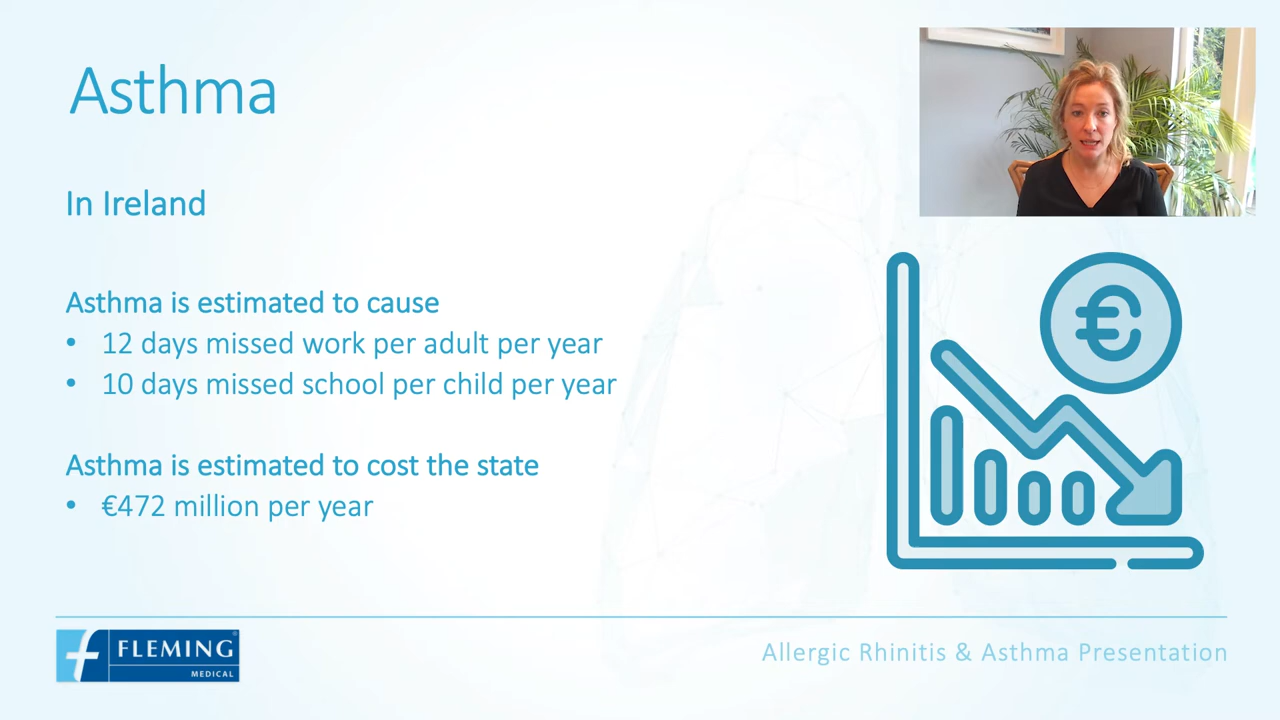 Asthma
In Ireland
Asthma is estimated to cause
• 12 days missed work per adult per year
• 10 days missed school per child per year
Asthma is estimated to cost the state
• €472 million per year
€
FLEMING®
MEDICAL
Allergic Rhinitis & Asthma Presentation